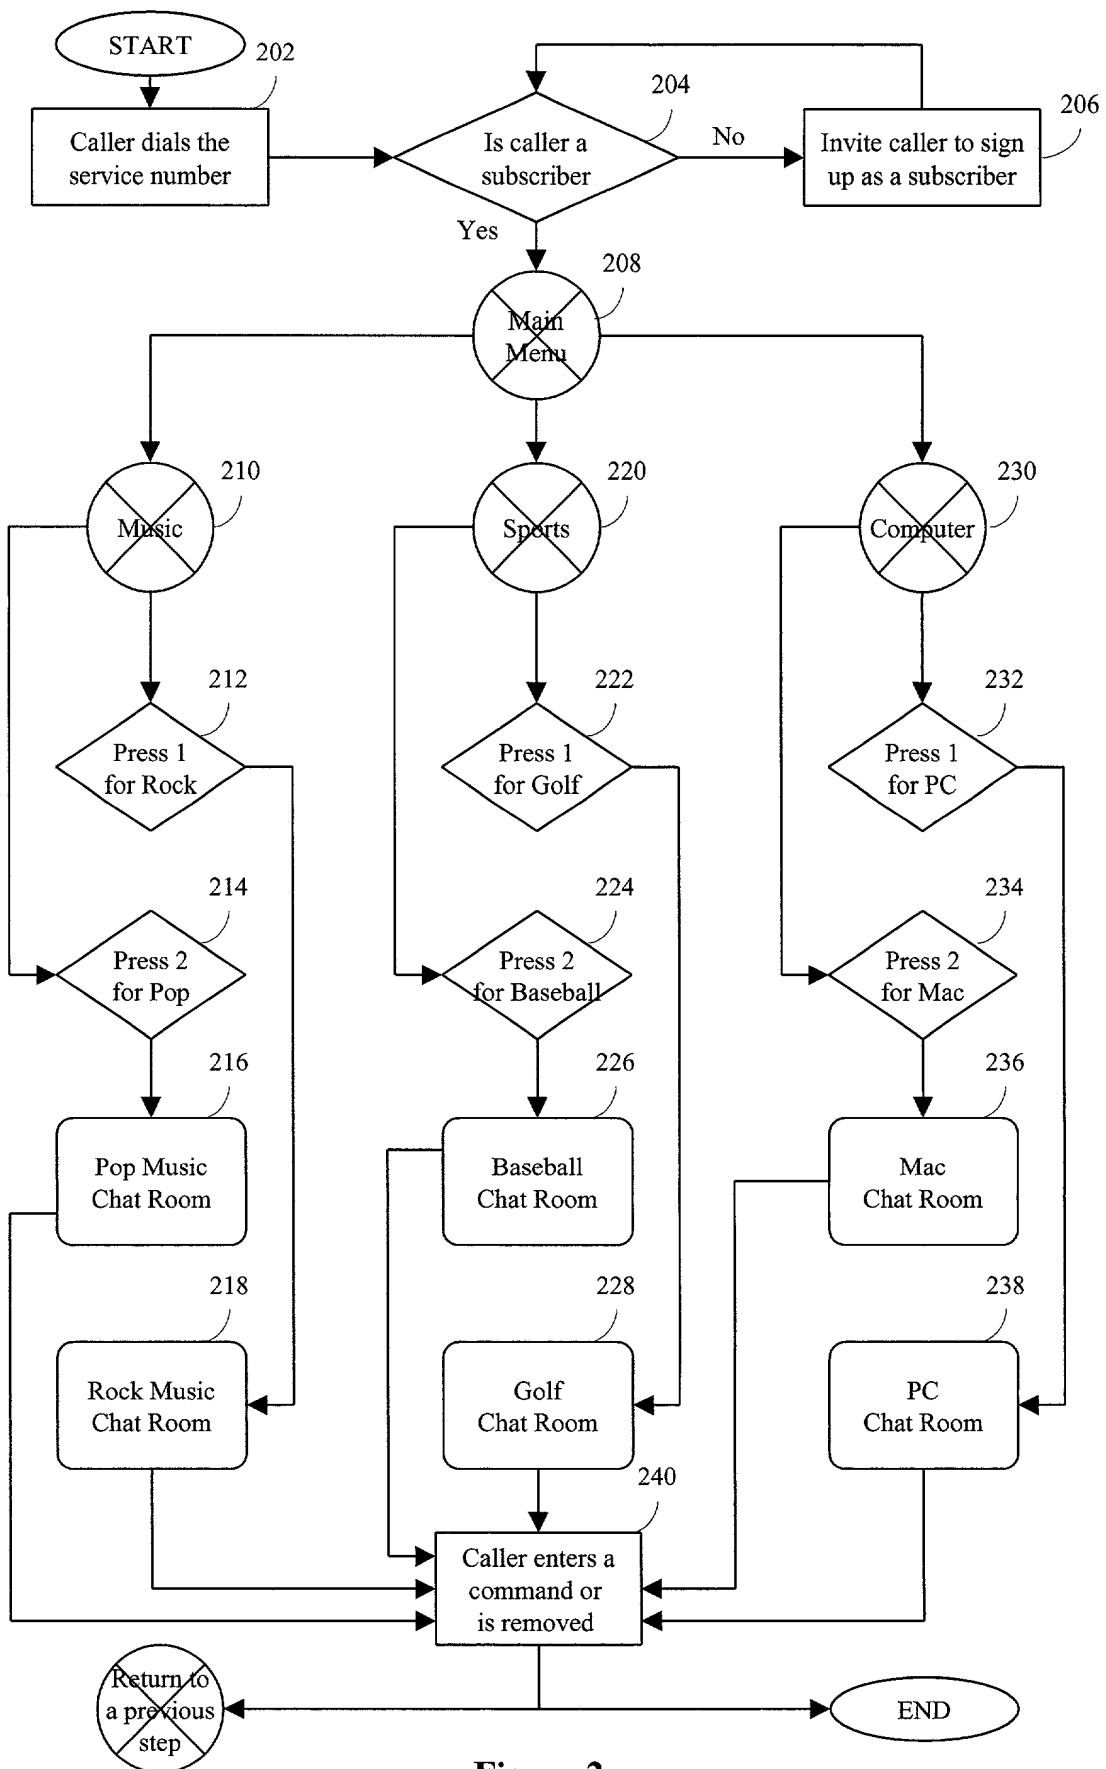 START
202
Caller dials the
service number
204
Is caller a
subscriber
No
206
Invite caller to sign
up as a subscriber
Yes
208
Main
Menu
210
Music
220
Sports
230
Computer
212
Press 1
for Rock
222
Press 1
for Golf
232
Press 1
for PC
214
Press 2
for Pop
224
Press 2
for Baseball
234
Press 2
for Mac
216
Pop Music
Chat Room
226
Baseball
Chat Room
236
Mac
Chat Room
218
Rock Music
Chat Room
228
Golf
Chat Room
238
PC
Chat Room
240
Caller enters a
command or
is removed
Return to
a previous
step
END
Figure 2